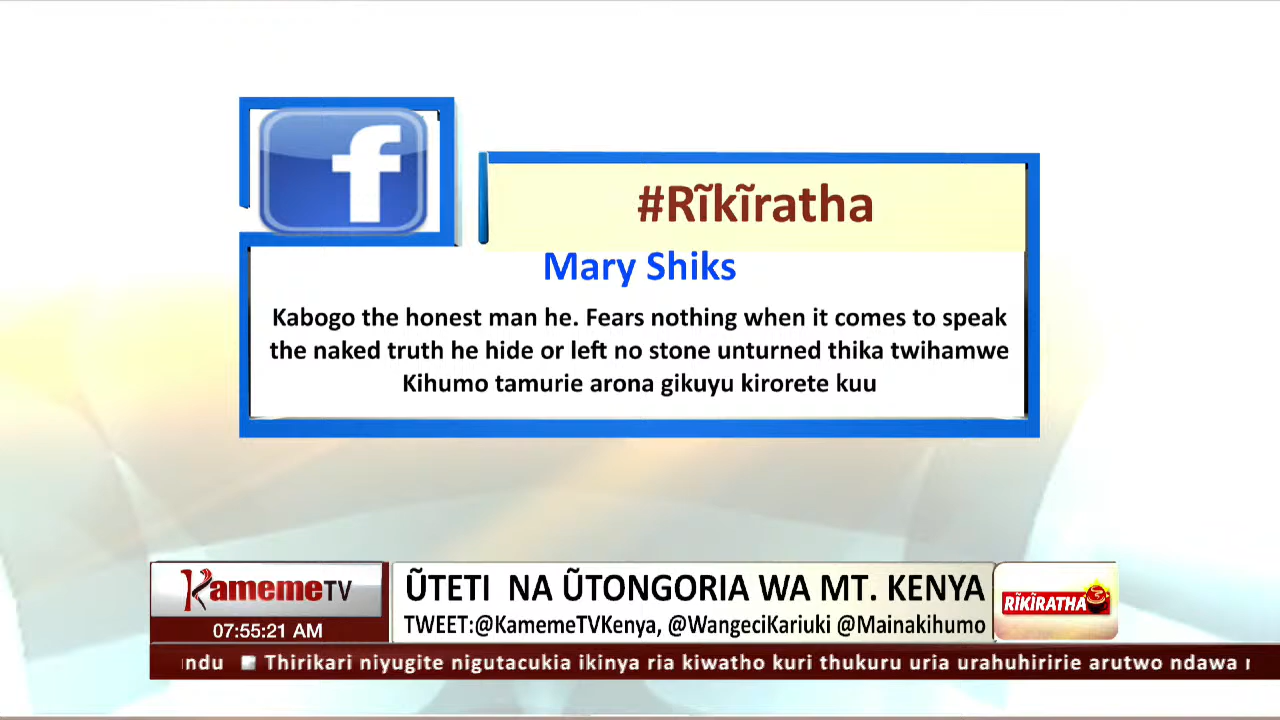 f
#Rĩkĩratha
Mary Shiks
Kabogo the honest man he. Fears nothing when it comes to speak
the naked truth he hide or left no stone unturned thika twihamwe
Kihumo tamurie arona gikuyu kirorete kuu
KamemeTV
ŨTETI NA ŨTONGORIA WA MT. KENYA
RĨKĨRATHA
07:55:21 AM
TWEET:@KamemeTVKenya, @WangeciKariuki @Mainakihumo
Thirikari niyugite nigutacukia ikinya ria kiwatho kuri thukuru uria urahuhiririe arutwo ndawa